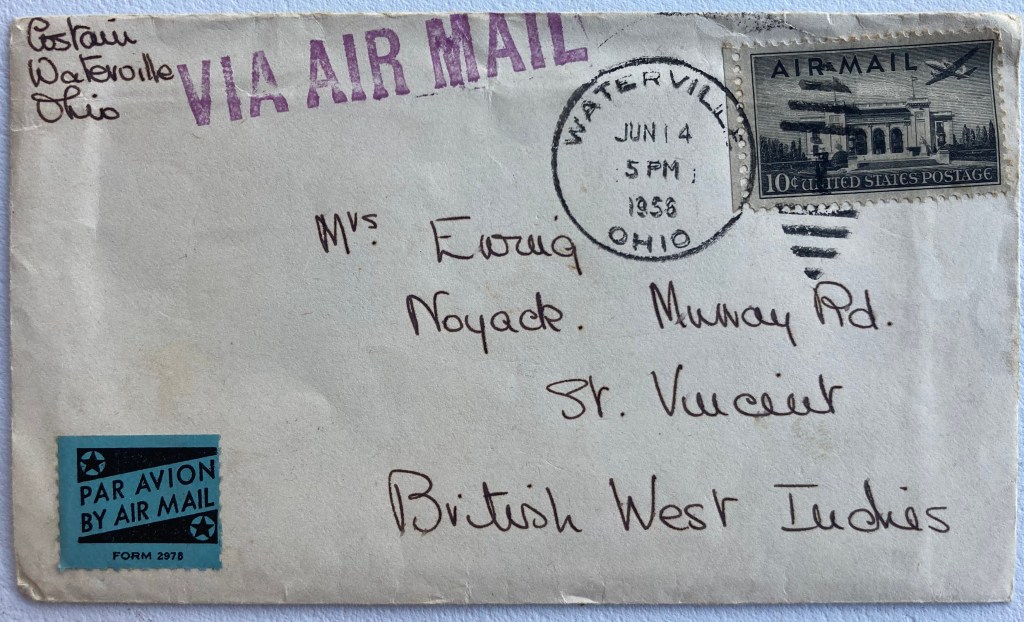 Costain
Waterville
Ohio
VIA AIR MAIL
WATERVILLE
JUN 14
5 PM
1956
OHIO
AIR MAIL
10¢ UNITED STATES POSTAGE
Mrs. Ewing
Noyack. Murray Rd.
St. Vincent
British West Indies
PAR AVION
BY AIR MAIL
FORM 2978